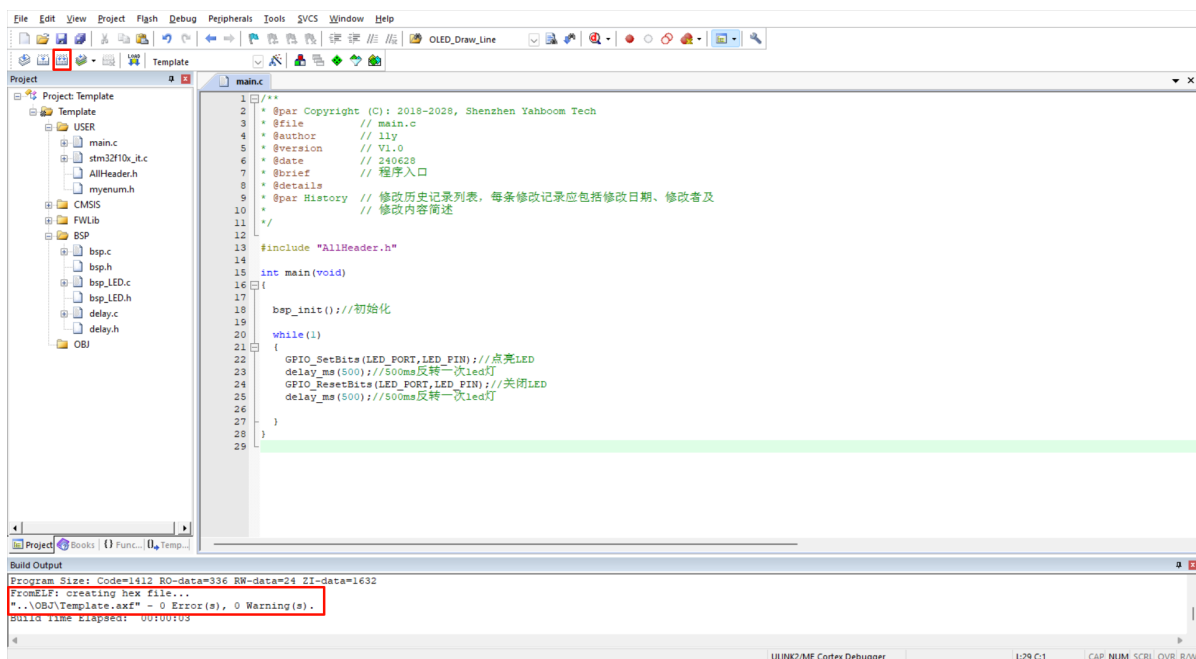 File Edit View Project Flash Debug Peripherals Tools SVCS Window Help
OLED_Draw_Line
LOAD Template
Project
main.c
Project: Template
Template
USER
main.c
stm32f10x_it.c
AllHeader.h
myenum.h
CMSIS
FWLib
BSP
bsp.c
bsp.h
bsp_LED.c
bsp_LED.h
delay.c
delay.h
OBJ
1 /**
2 * @par Copyright (C): 2018-2028, Shenzhen Yahboom Tech
3 * @file // main.c
4 * @author // lly
5 * @version // V1.0
6 * @date // 240628
7 * @brief // 程序入口
8 * @details
9 * @par History // 修改历史记录列表，每条修改记录应包括修改日期、修改者及
10 * // 修改内容简述
11 */
12
13 #include "AllHeader.h"
14
15 int main(void)
16 {
17
18 bsp_init();//初始化
19
20 while(1)
21 {
22 GPIO_SetBits(LED_PORT,LED_PIN);//点亮LED
23 delay_ms(500);//500ms反转一次led灯
24 GPIO_ResetBits(LED_PORT,LED_PIN);//关闭LED
25 delay_ms(500);//500ms反转一次led灯
26
27 }
28 }
29
Project Books {} Func... 0 Temp...
Build Output
Program Size: Code=1412 RO-data=336 RW-data=24 ZI-data=1632
FromELF: creating hex file...
"..\OBJ\Template.axf" - 0 Error(s), 0 Warning(s).
Build Time Elapsed: 00:00:03
ULINK2/ME Cortex Debugger L:29 C:1 CAP NUM SCRL OVR R/W